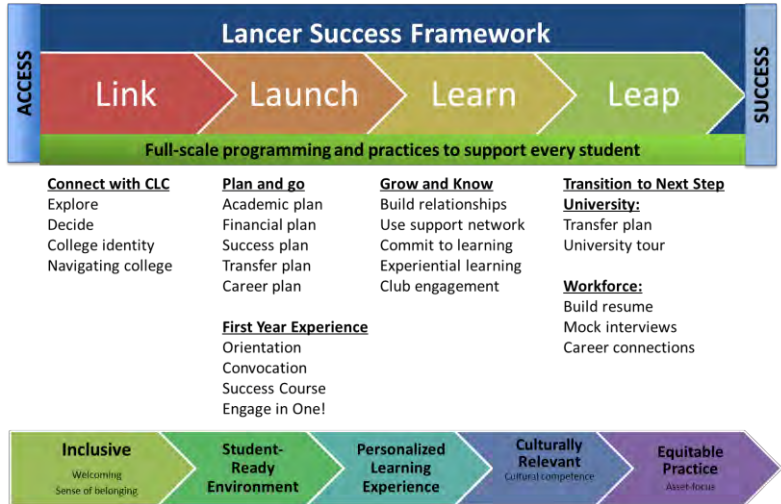 Lancer Success Framework
ACCESS
Link
Launch
Learn
Leap
SUCCESS
Full-scale programming and practices to support every student
Connect with CLC
Explore
Decide
College identity
Navigating college
Plan and go
Academic plan
Financial plan
Success plan
Transfer plan
Career plan
First Year Experience
Orientation
Convocation
Success Course
Engage in One!
Grow and Know
Build relationships
Use support network
Commit to learning
Experiential learning
Club engagement
Transition to Next Step
University:
Transfer plan
University tour
Workforce:
Build resume
Mock interviews
Career connections
Inclusive
Welcoming
Sense of belonging
Student-
Ready
Environment
Personalized
Learning
Experience
Culturally
Relevant
Cultural competence
Equitable
Practice
Asset-focus